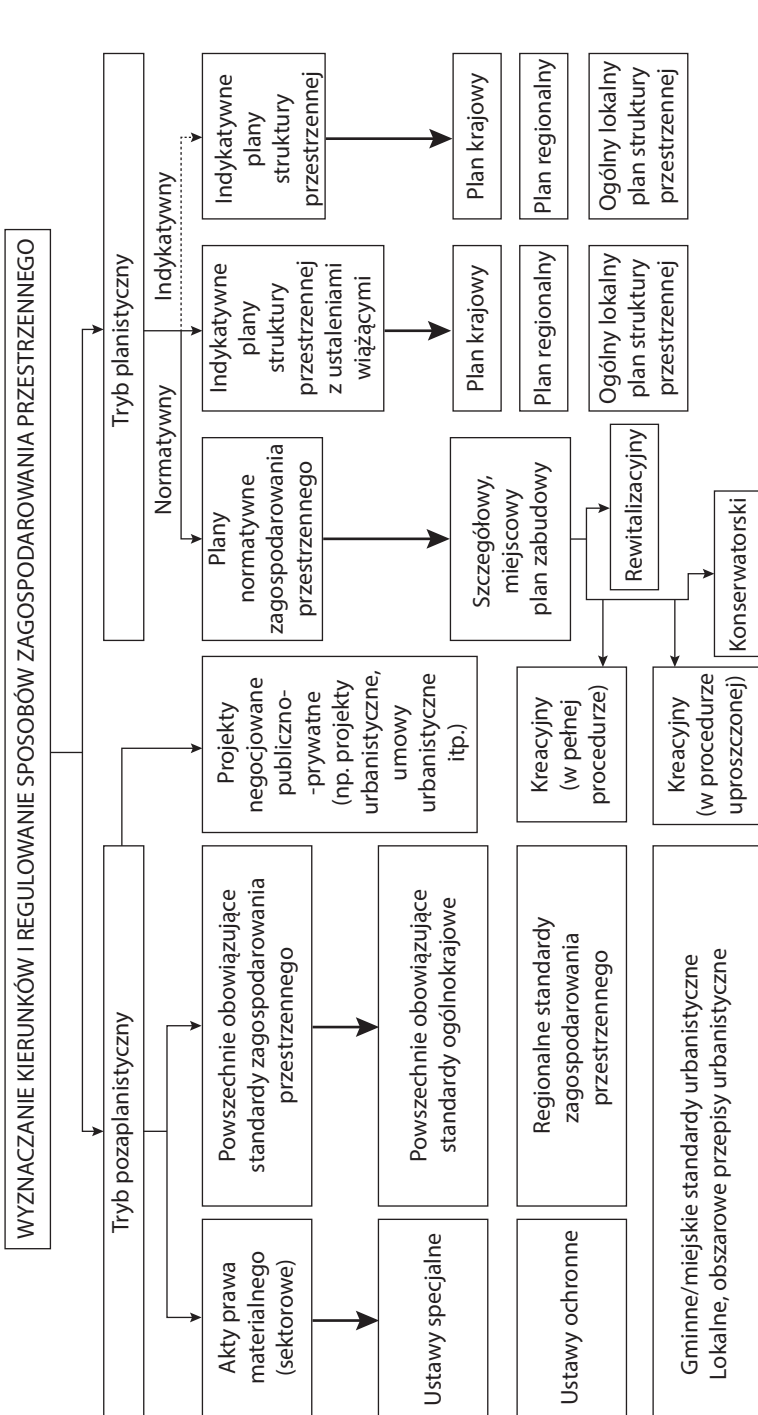 WYZNACZANIE KIERUNKÓW I REGULOWANIE SPOSOBÓW ZAGOSPODAROWANIA PRZESTRZENNEGO
Tryb pozaplanistyczny
Tryb planistyczny
Normatywny
Indykatywny
Akty prawa
materialnego
(sektorowe)
Powszechnie obowiązujące
standardy zagospodarowania
przestrzennego
Projekty
negocjowane
publiczno-
-prywatne
(np. projekty
urbanistyczne,
umowy
urbanistyczne
itp.)
Plany
normatywne
zagospodarowania
przestrzennego
Indykatywne
plany
struktury
przestrzennej
z ustaleniami
wiążącymi
Indykatywne
plany
struktury
przestrzennej
Ustawy specjalne
Powszechnie obowiązujące
standardy ogólnokrajowe
Szczegółowy,
miejscowy
plan zabudowy
Plan krajowy
Plan krajowy
Ustawy ochronne
Regionalne standardy
zagospodarowania
przestrzennego
Kreacyjny
(w pełnej
procedurze)
Rewitalizacyjny
Plan regionalny
Plan regionalny
Ogólny lokalny
plan struktury
przestrzennej
Ogólny lokalny
plan struktury
przestrzennej
Gminne/miejskie standardy urbanistyczne
Lokalne, obszarowe przepisy urbanistyczne
Kreacyjny
(w procedurze
uproszczonej)
Konserwatorski